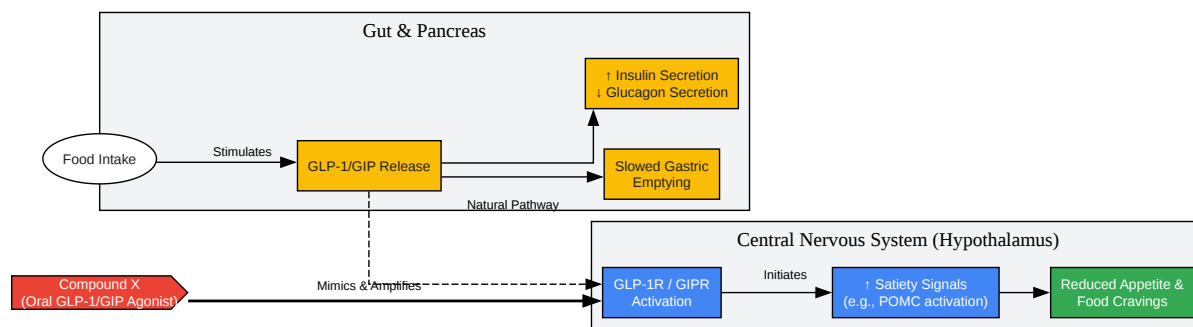 Gut & Pancreas
↑ Insulin Secretion
↓ Glucagon Secretion
Food Intake
Stimulates
GLP-1/GIP Release
Slowed Gastric
Emptying
Natural Pathway
Central Nervous System (Hypothalamus)
Compound X
(Oral GLP-1/GIP Agonist)
Mimics & Amplifies
GLP-1R / GIPR
Activation
Initiates
↑ Satiety Signals
(e.g., POMC activation)
Reduced Appetite &
Food Cravings